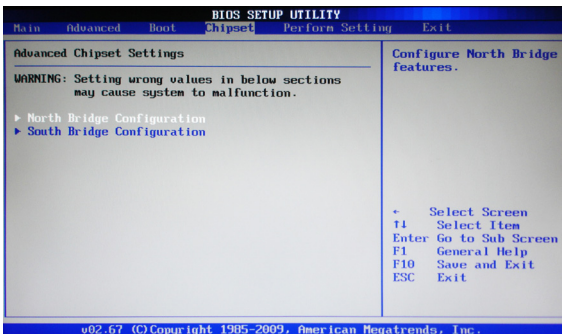 BIOS SETUP UTILITY
Main Advanced Boot Chipset Perform Setting Exit
Advanced Chipset Settings
WARNING: Setting wrong values in below sections
may cause system to malfunction.
▶ North Bridge Configuration
▶ South Bridge Configuration
Configure North Bridge
features.
← Select Screen
↑↓ Select Item
Enter Go to Sub Screen
F1 General Help
F10 Save and Exit
ESC Exit
v02.67 (C)Copyright 1985-2009, American Megatrends, Inc.